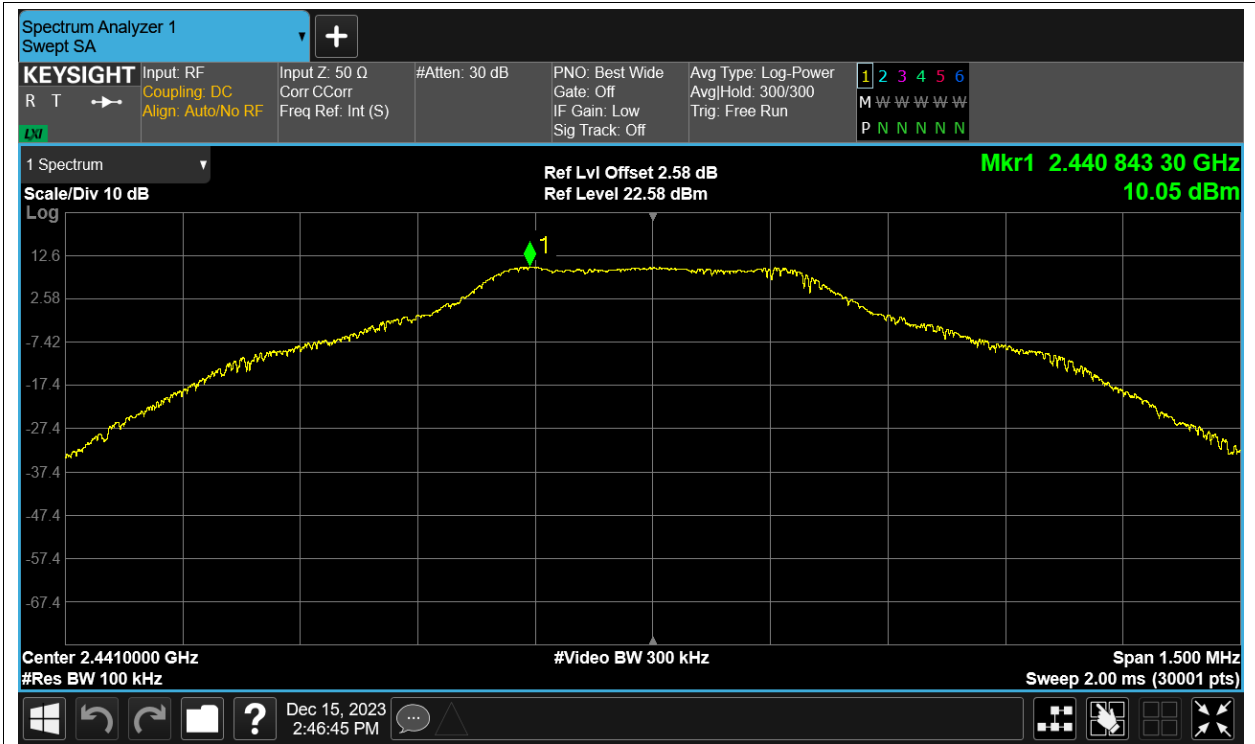 Spectrum Analyzer 1
Swept SA
KEYSIGHT
R T
LXI
Input: RF
Coupling: DC
Align: Auto/No RF
Input Z: 50 Ω
Corr CCorr
Freq Ref: Int (S)
#Atten: 30 dB
PNO: Best Wide
Gate: Off
IF Gain: Low
Sig Track: Off
Avg Type: Log-Power
Avg|Hold: 300/300
Trig: Free Run
1 2 3 4 5 6
M W W W W W
P N N N N N
1 Spectrum
Scale/Div 10 dB
Log
Ref Lvl Offset 2.58 dB
Ref Level 22.58 dBm
Mkr1 2.440 843 30 GHz
10.05 dBm
1
12.6
2.58
-7.42
-17.4
-27.4
-37.4
-47.4
-57.4
-67.4
Center 2.4410000 GHz
#Res BW 100 kHz
#Video BW 300 kHz
Span 1.500 MHz
Sweep 2.00 ms (30001 pts)
?
Dec 15, 2023
2:46:45 PM